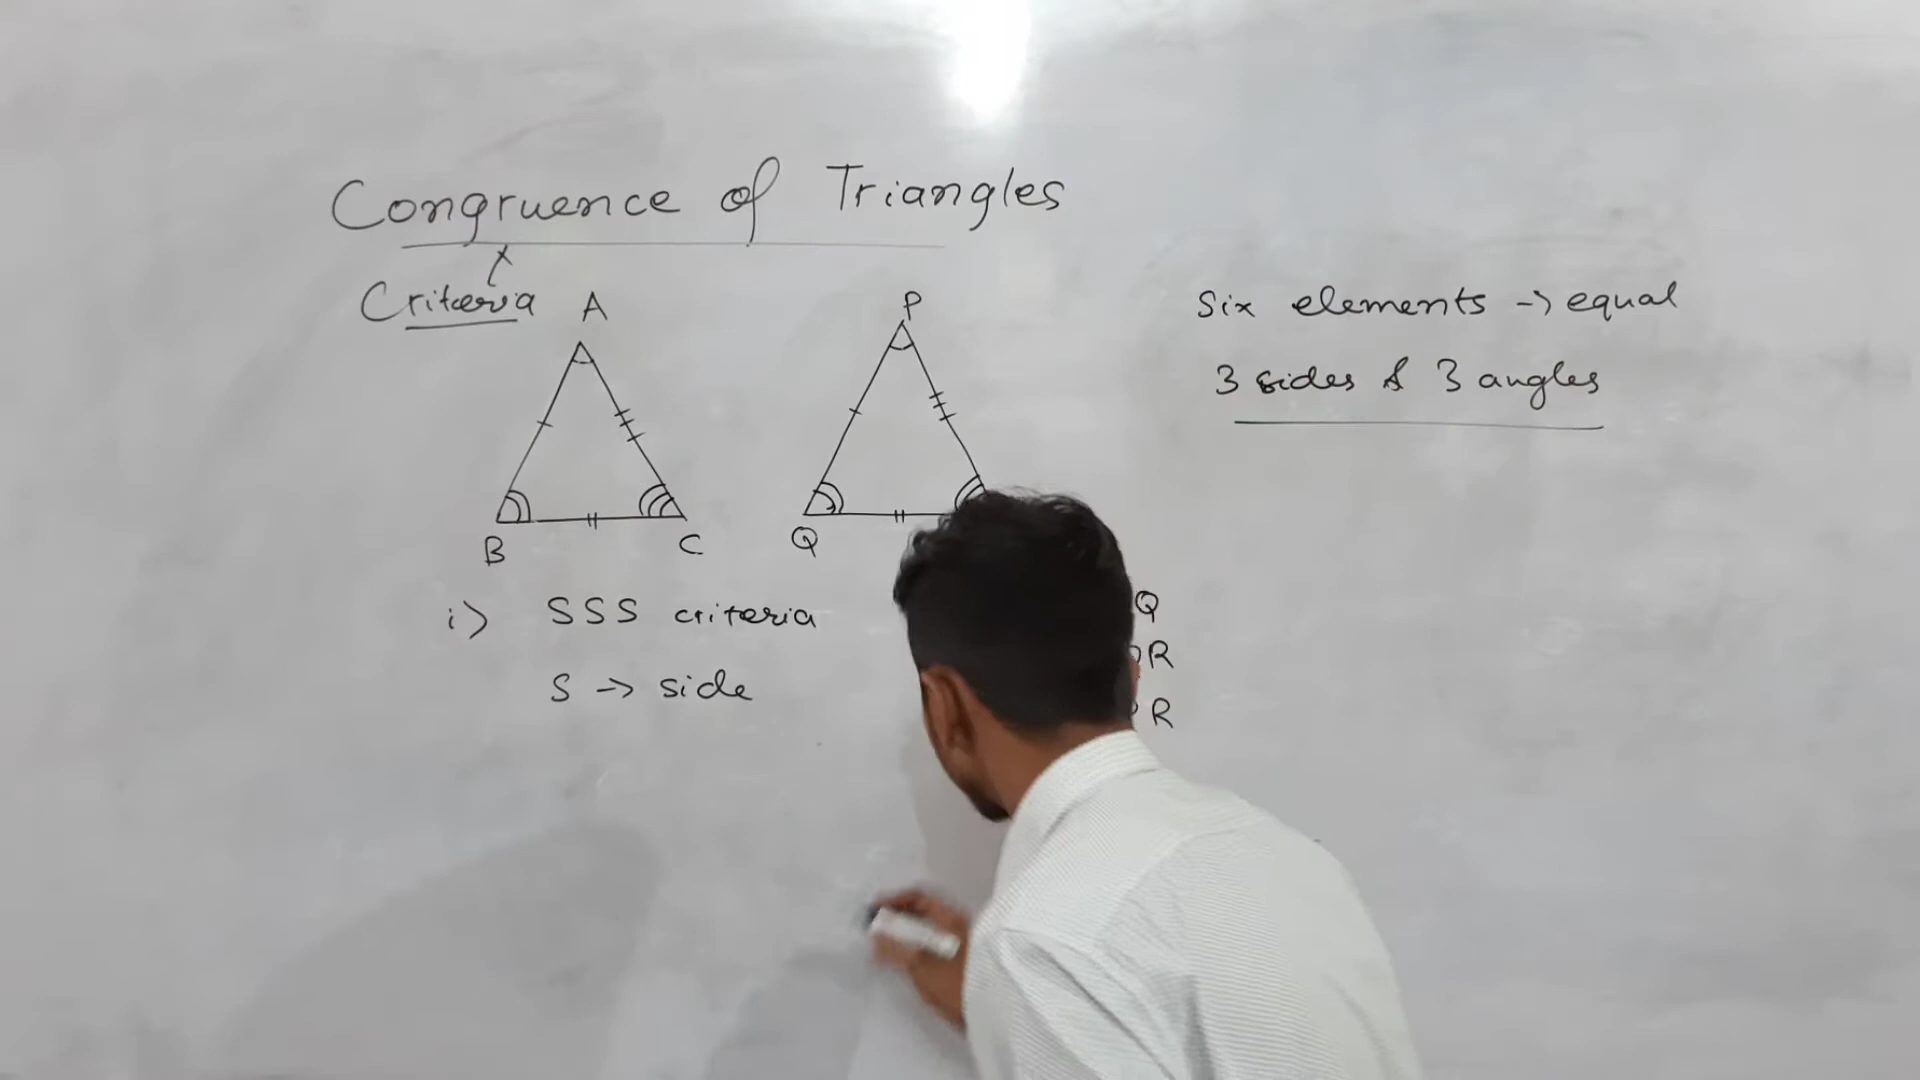 Congruence of Triangles
Criteria
A
P
B
C
Q
Six elements → equal
3 sides & 3 angles
i> SSS criteria
S → side
Q
R
R